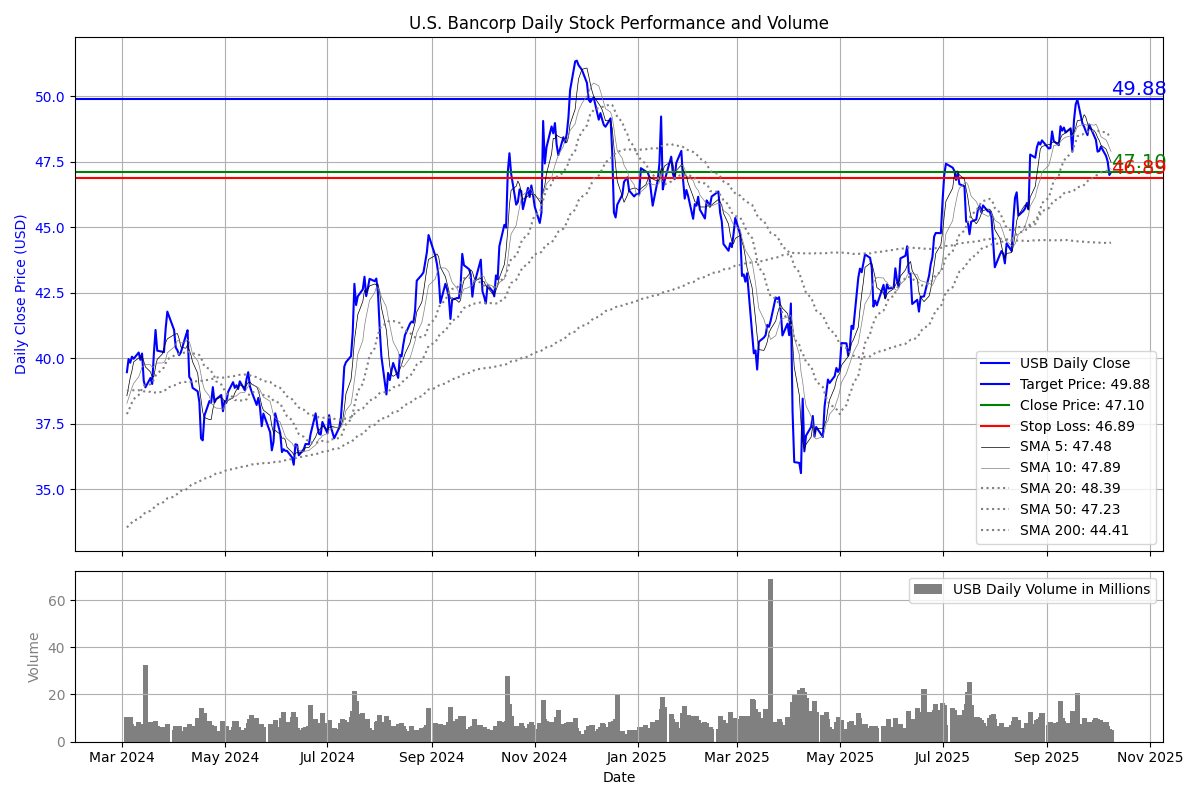 U.S. Bancorp Daily Stock Performance and Volume
Daily Close Price (USD)
50.0
47.5
45.0
42.5
40.0
37.5
35.0
49.88
47.10
46.89
USB Daily Close
Target Price: 49.88
Close Price: 47.10
Stop Loss: 46.89
SMA 5: 47.48
SMA 10: 47.89
SMA 20: 48.39
SMA 50: 47.23
SMA 200: 44.41
Volume
60
40
20
0
USB Daily Volume in Millions
Mar 2024 May 2024 Jul 2024 Sep 2024 Nov 2024 Jan 2025 Mar 2025 May 2025 Jul 2025 Sep 2025 Nov 2025
Date